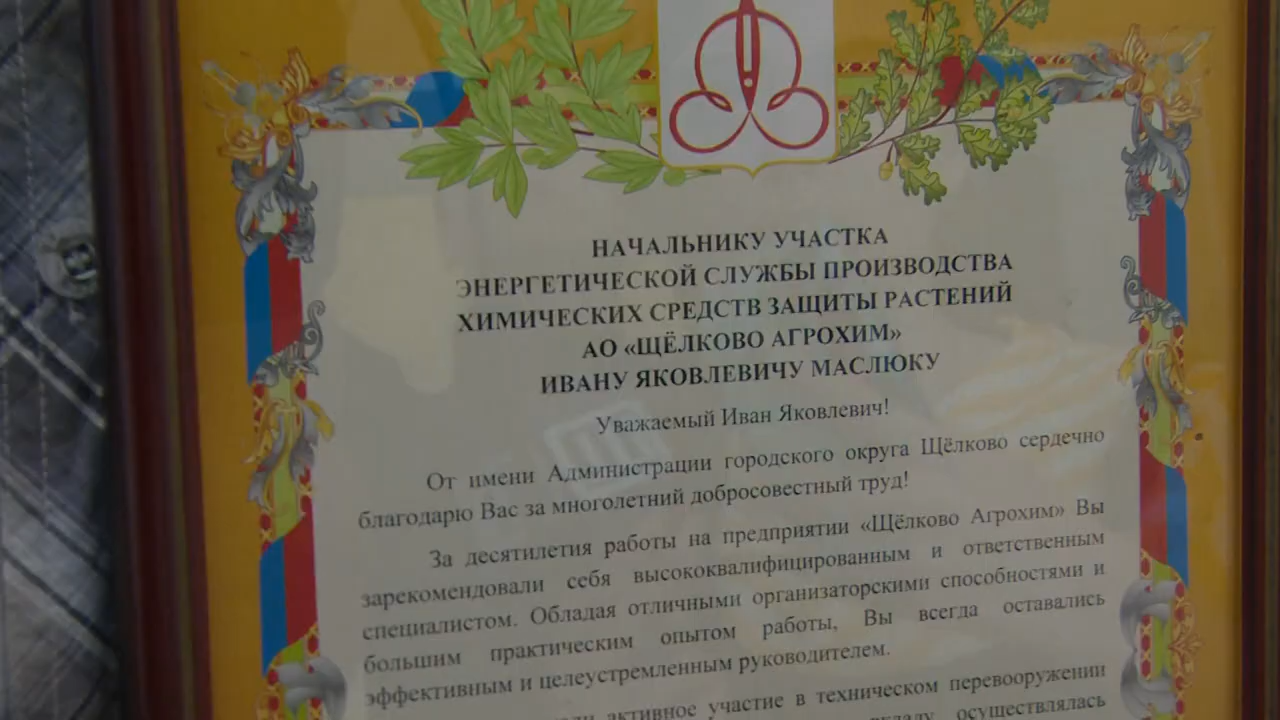 НАЧАЛЬНИКУ УЧАСТКА
ЭНЕРГЕТИЧЕСКОЙ СЛУЖБЫ ПРОИЗВОДСТВА
ХИМИЧЕСКИХ СРЕДСТВ ЗАЩИТЫ РАСТЕНИЙ
АО «ЩЁЛКОВО АГРОХИМ»
ИВАНУ ЯКОВЛЕВИЧУ МАСЛЮКУ
Уважаемый Иван Яковлевич!
От имени Администрации городского округа Щёлково сердечно
благодарю Вас за многолетний добросовестный труд!
За десятилетия работы на предприятии «Щёлково Агрохим» Вы
зарекомендовали себя высококвалифицированным и ответственным
специалистом. Обладая отличными организаторскими способностями и
большим практическим опытом работы, Вы всегда оставались
эффективным и целеустремленным руководителем.
активное участие в техническом перевооружении
осуществлялась